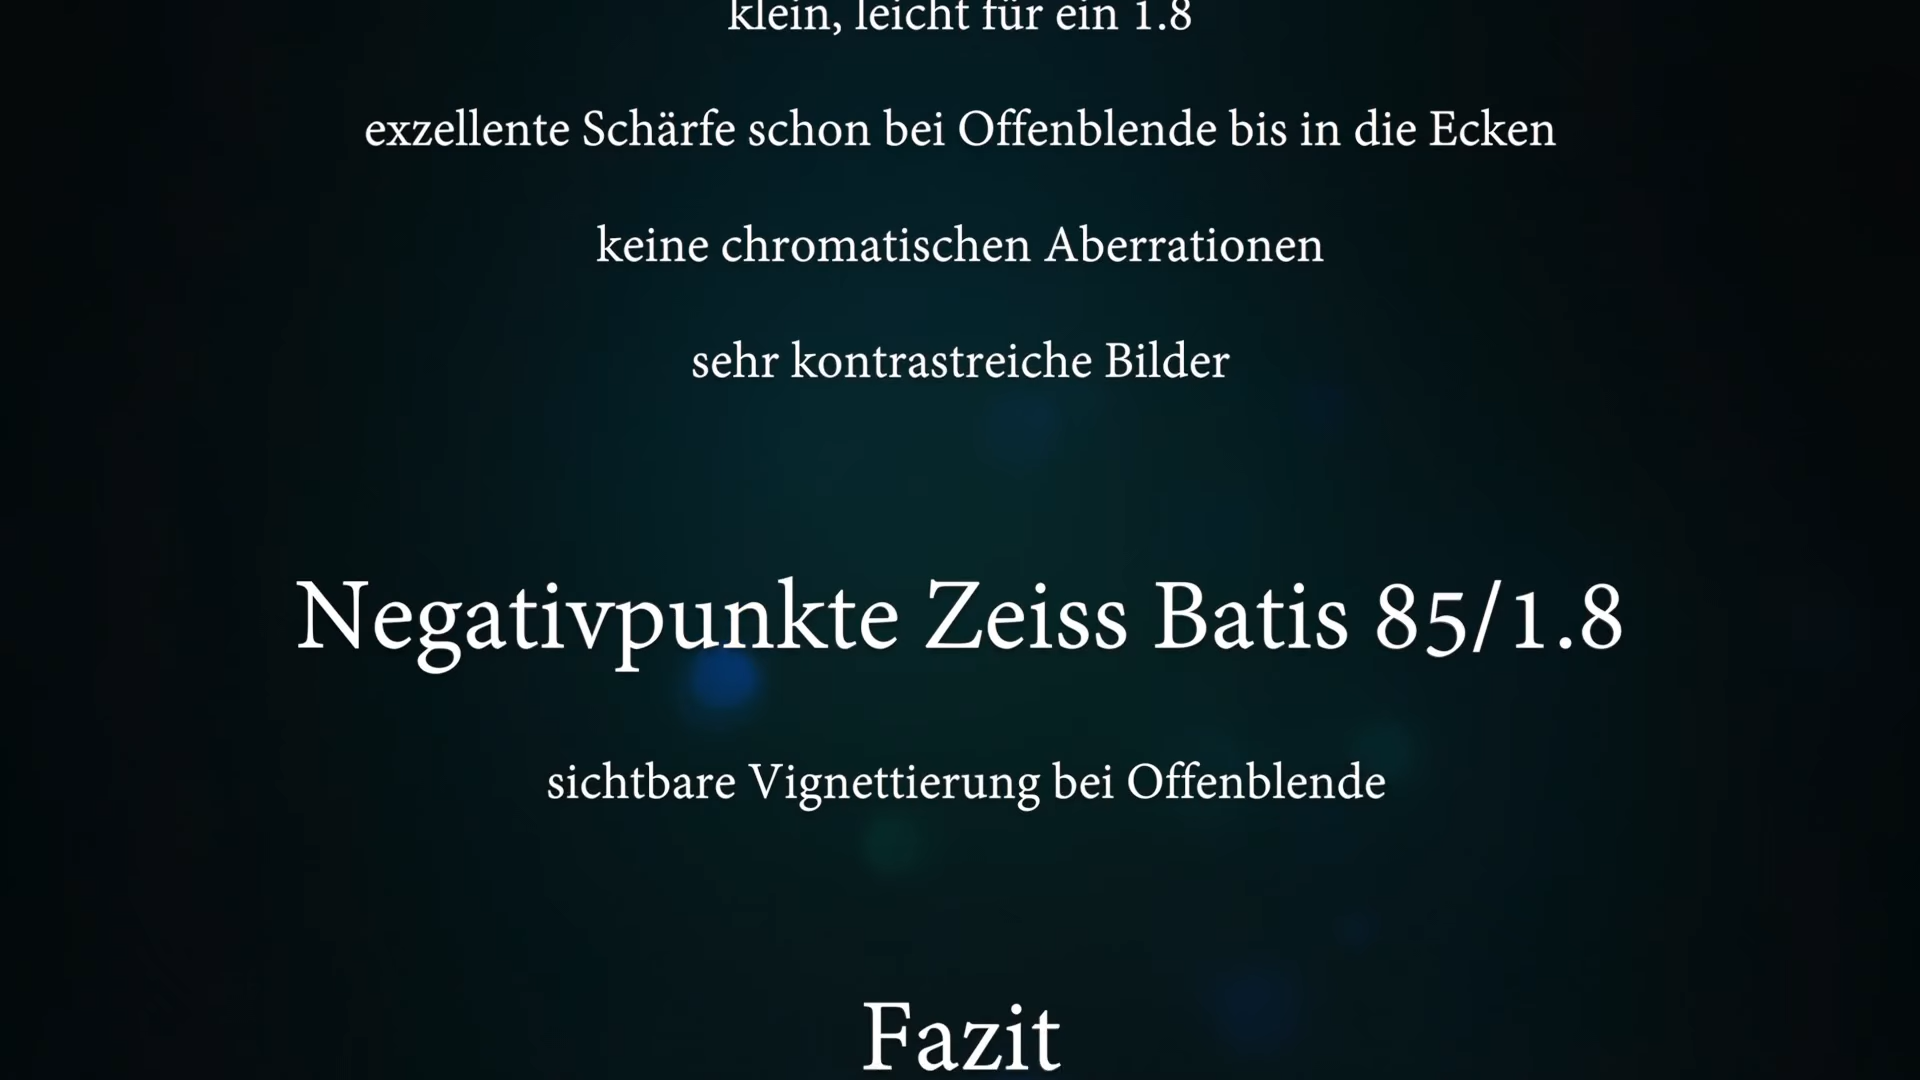 klein, leicht für ein 1.8
exzellente Schärfe schon bei Offenblende bis in die Ecken
keine chromatischen Aberrationen
sehr kontrastreiche Bilder
Negativpunkte Zeiss Batis 85/1.8
sichtbare Vignettierung bei Offenblende
Fazit